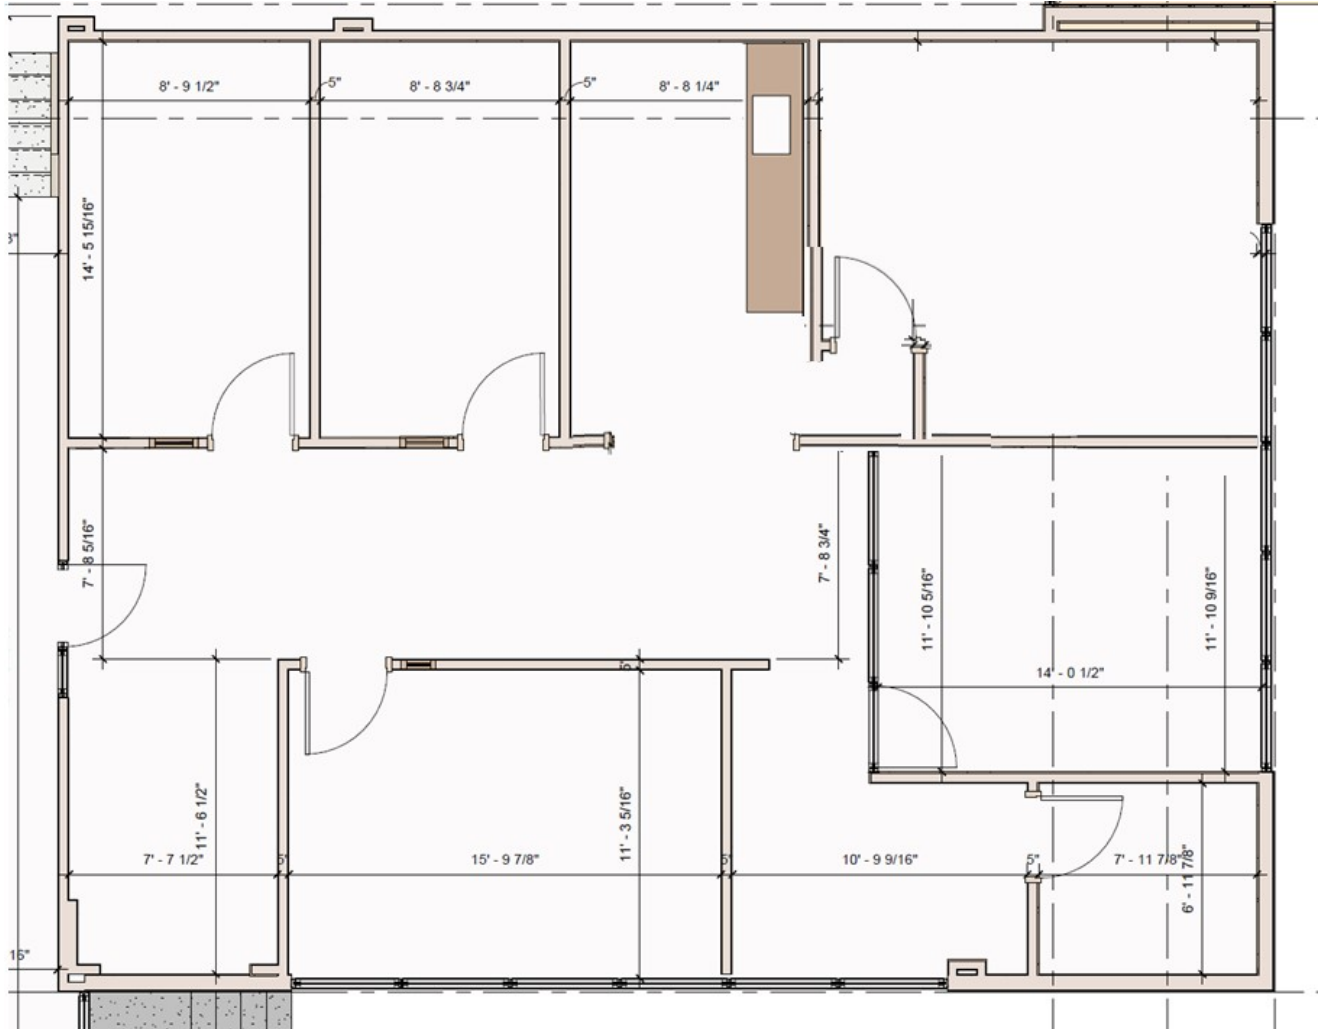 8' - 9 1/2"
5"
8' - 8 3/4"
5"
8' - 8 1/4"
14' - 5 15/16"
7' - 8 5/16"
7' - 8 3/4"
11' - 10 5/16"
11' - 10 9/16"
14' - 0 1/2"
5"
11' - 6 1/2"
11' - 3 5/16"
7' - 7 1/2"
5"
15' - 9 7/8"
5"
10' - 9 9/16"
5"
7' - 11 7/8"
6' - 11 7/8"